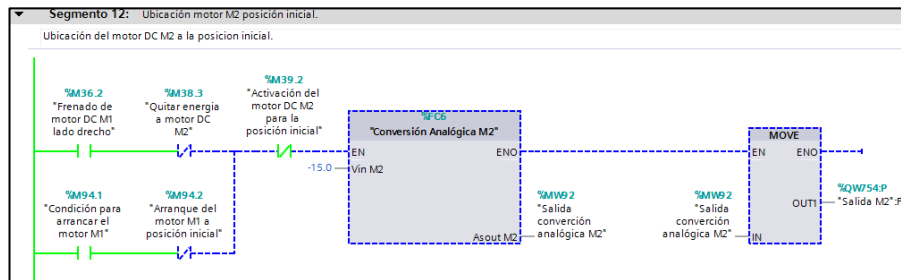 Segmento 12: Ubicación motor M2 posición inicial.
Ubicación del motor DC M2 a la posicion inicial.
%M36.2
"Frenado de
motor DC M1
lado drecho"
%M38.3
"Quitar energia
a motor DC
M2"
%M39.2
"Activación del
motor DC M2
para la
posición inicial"
%FC6
"Conversión Analógica M2"
EN
ENO
-15.0
Vin M2
Asout M2
%MW92
"Salida
converción
analógica M2"
MOVE
EN
ENO
%MW92
"Salida
converción
analógica M2"
IN
OUT1
%QW754:P
"Salida M2":P
%M94.1
"Condición para
arrancar el
motor M1"
%M94.2
"Arranque del
motor M1 a
posición inicial"